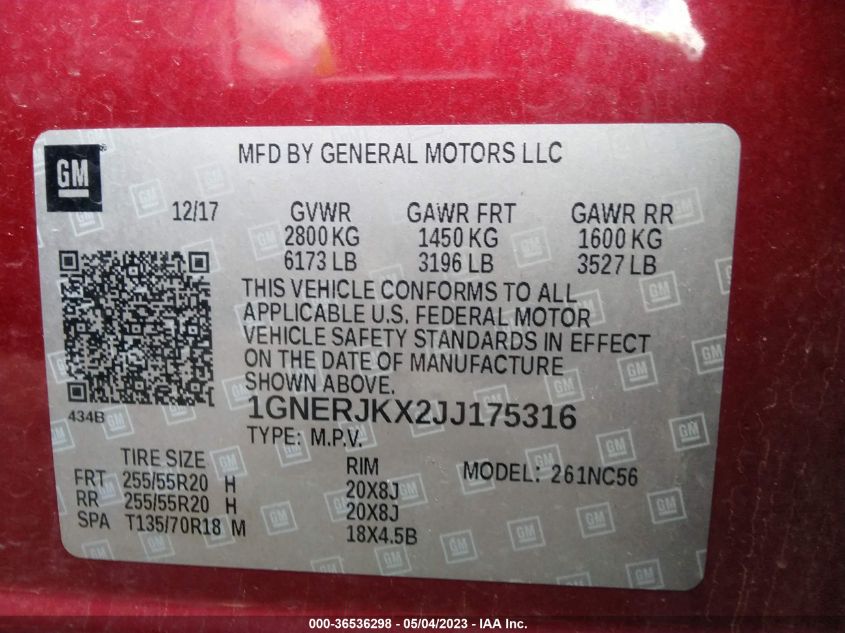 GM
MFD BY GENERAL MOTORS LLC
12/17 GVWR GAWR FRT GAWR RR
2800 KG 1450 KG 1600 KG
6173 LB 3196 LB 3527 LB
THIS VEHICLE CONFORMS TO ALL
APPLICABLE U.S. FEDERAL MOTOR
VEHICLE SAFETY STANDARDS IN EFFECT
ON THE DATE OF MANUFACTURE
SHOWN ABOVE.
434B
1GNERJKX2JJ175316
TYPE: M.P.V.
TIRE SIZE RIM MODEL: 261NC56
FRT 255/55R20 H 20X8J
RR 255/55R20 H 20X8J
SPA T135/70R18 M 18X4.5B
000-36536298 - 05/04/2023 - IAA Inc.